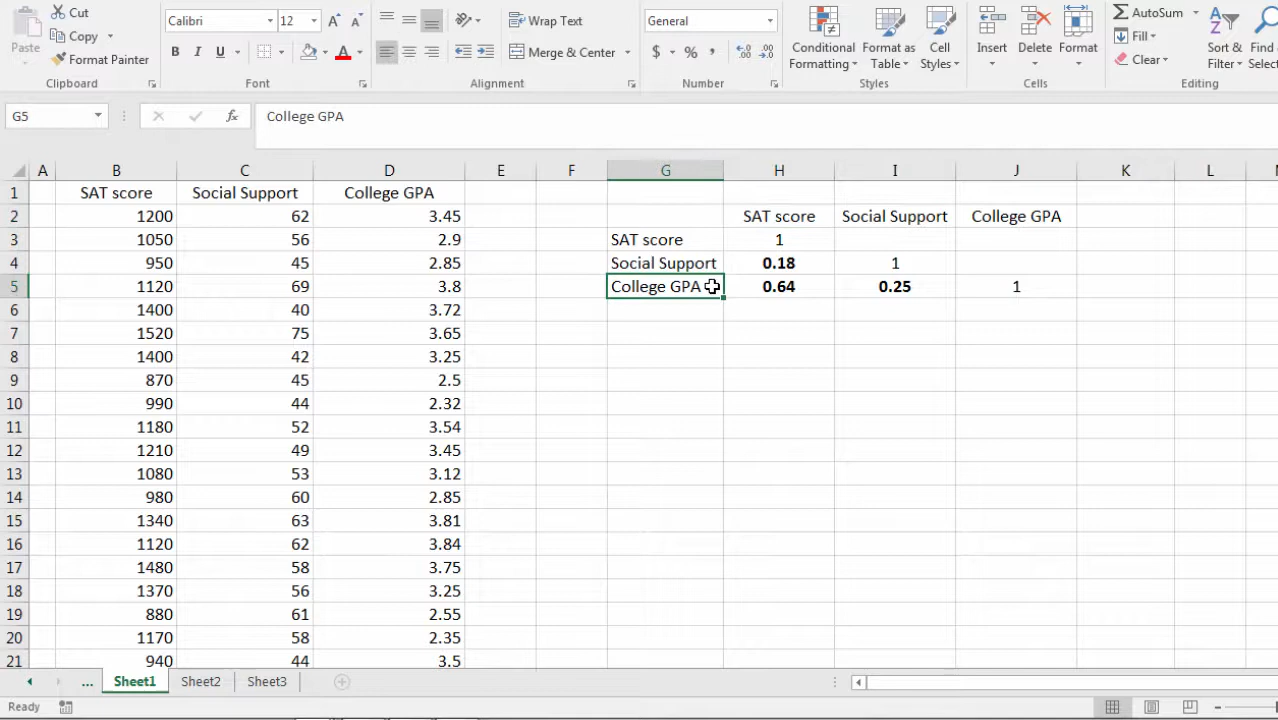 Cut Calibri 12 A A Wrap Text General AutoSum
Copy Fill
Paste Format Painter B I U A Merge & Center $ % , Conditional Formatting Format as Table Cell Styles Insert Delete Format Clear Sort & Filter Find Selec
Clipboard Font Alignment Number Styles Cells Editing
G5 fx College GPA
A B C D E F G H I J K L
1 SAT score Social Support College GPA
2 1200 62 3.45 SAT score Social Support College GPA
3 1050 56 2.9 SAT score 1
4 950 45 2.85 Social Support 0.18 1
5 1120 69 3.8 College GPA 0.64 0.25 1
6 1400 40 3.72
7 1520 75 3.65
8 1400 42 3.25
9 870 45 2.5
10 990 44 2.32
11 1180 52 3.54
12 1210 49 3.45
13 1080 53 3.12
14 980 60 2.85
15 1340 63 3.81
16 1120 62 3.84
17 1480 58 3.75
18 1370 56 3.25
19 880 61 2.55
20 1170 58 2.35
21 940 44 3.5
... Sheet1 Sheet2 Sheet3
Ready